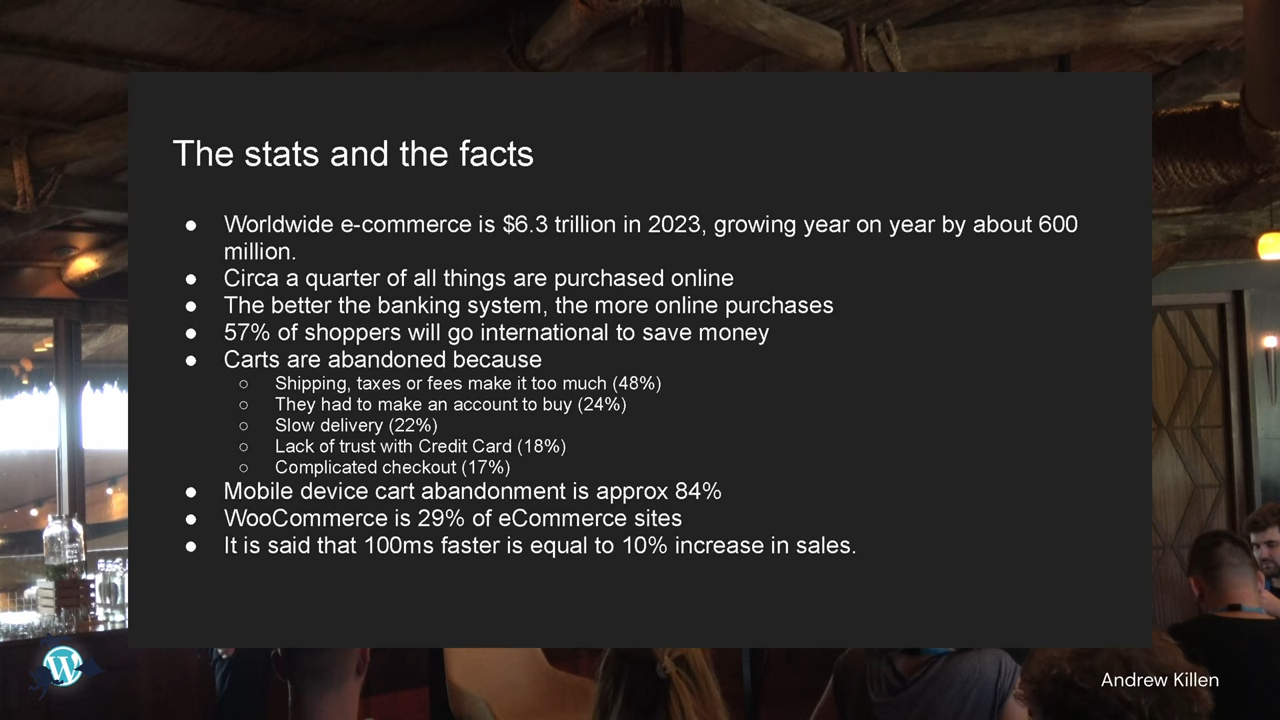 The stats and the facts
● Worldwide e-commerce is $6.3 trillion in 2023, growing year on year by about 600
million.
● Circa a quarter of all things are purchased online
● The better the banking system, the more online purchases
● 57% of shoppers will go international to save money
● Carts are abandoned because
○ Shipping, taxes or fees make it too much (48%)
○ They had to make an account to buy (24%)
○ Slow delivery (22%)
○ Lack of trust with Credit Card (18%)
○ Complicated checkout (17%)
● Mobile device cart abandonment is approx 84%
● WooCommerce is 29% of eCommerce sites
● It is said that 100ms faster is equal to 10% increase in sales.
Andrew Killen